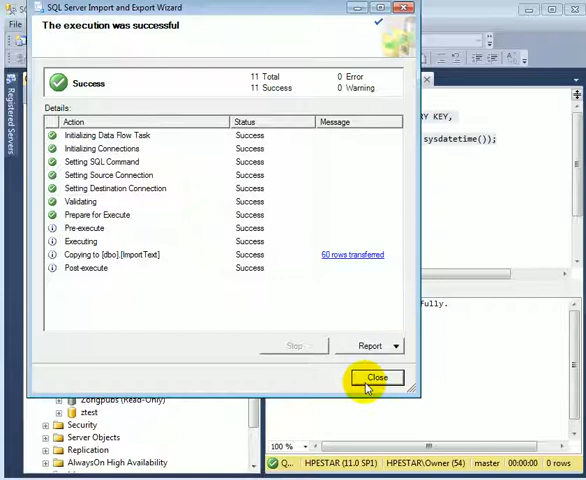 SQL Server Import and Export Wizard
The execution was successful
File
Success
11 Total
0 Error
11 Success
0 Warning
Details:
Action
Status
Message
Initializing Data Flow Task
Success
Initializing Connections
Success
Setting SQL Command
Success
Setting Source Connection
Success
Setting Destination Connection
Success
Validating
Success
Prepare for Execute
Success
Pre-execute
Success
Executing
Success
Copying to [dbo].[ImportText]
Success
60 rows transferred
Post-execute
Success
Stop
Report
Close
Registered Servers
RY KEY,
sysdatetime());
fully.
Zongpubs (Read-Only)
ztest
Security
Server Objects
Replication
AlwaysOn High Availability
100 %
Q...
HPESTAR (11.0 SP1)
HPESTAR\Owner (54)
master
00:00:00
0 rows